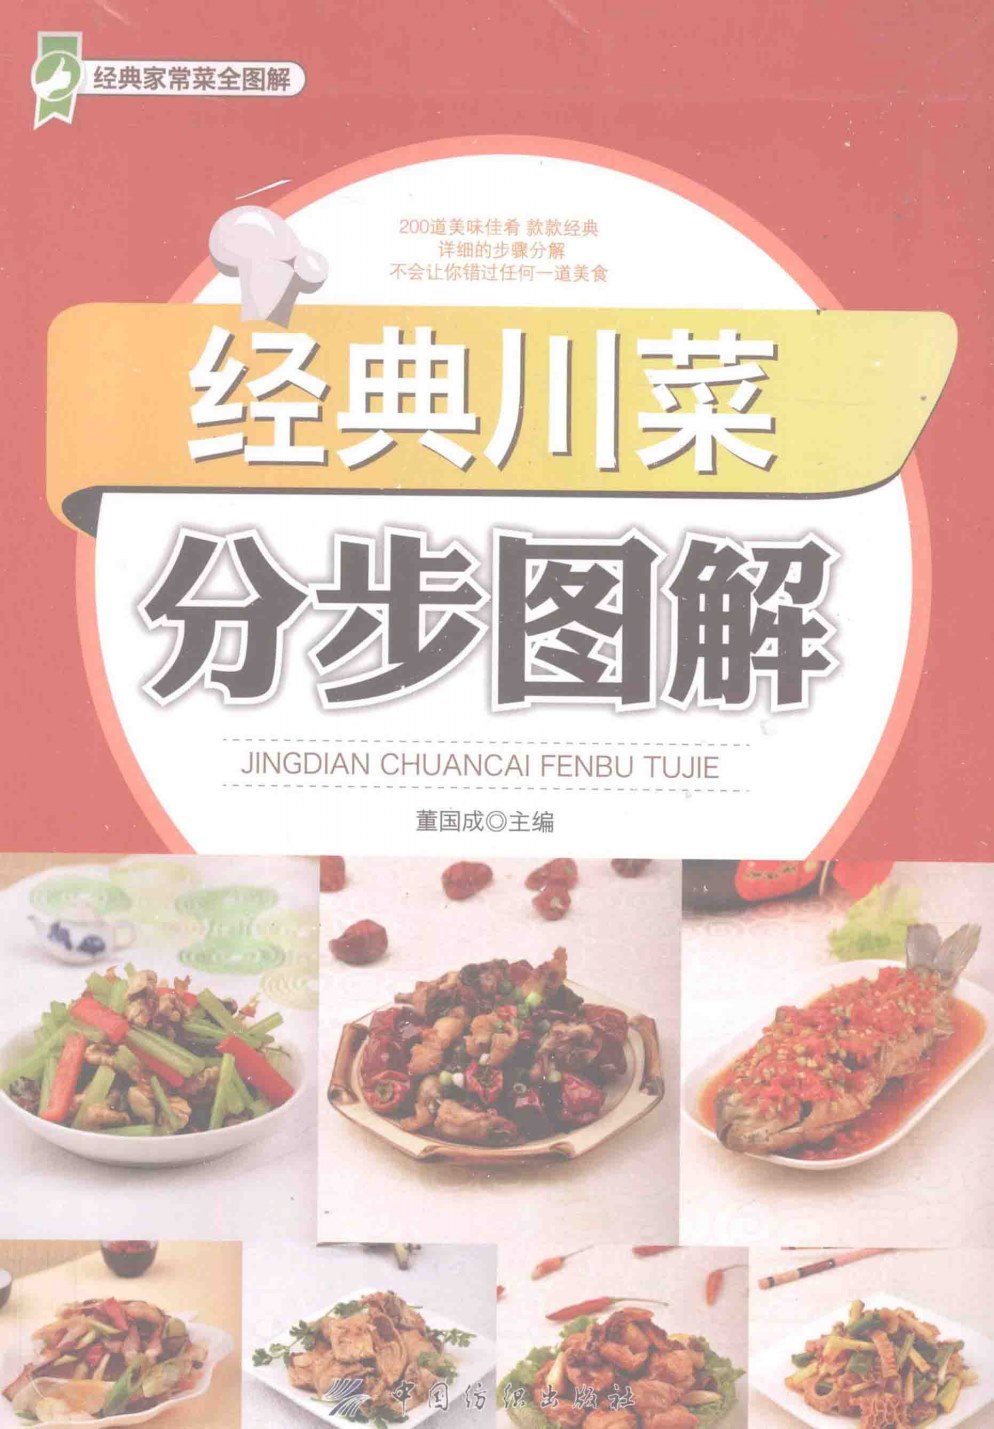 经典家常菜全图解
200道美味佳肴 款款经典
详细的步骤分解
不会让你错过任何一道美食
经典川菜
分步图解
JINGDIAN CHUANCAI FENBU TUJIE
董国成◎主编
中国纺织出版社